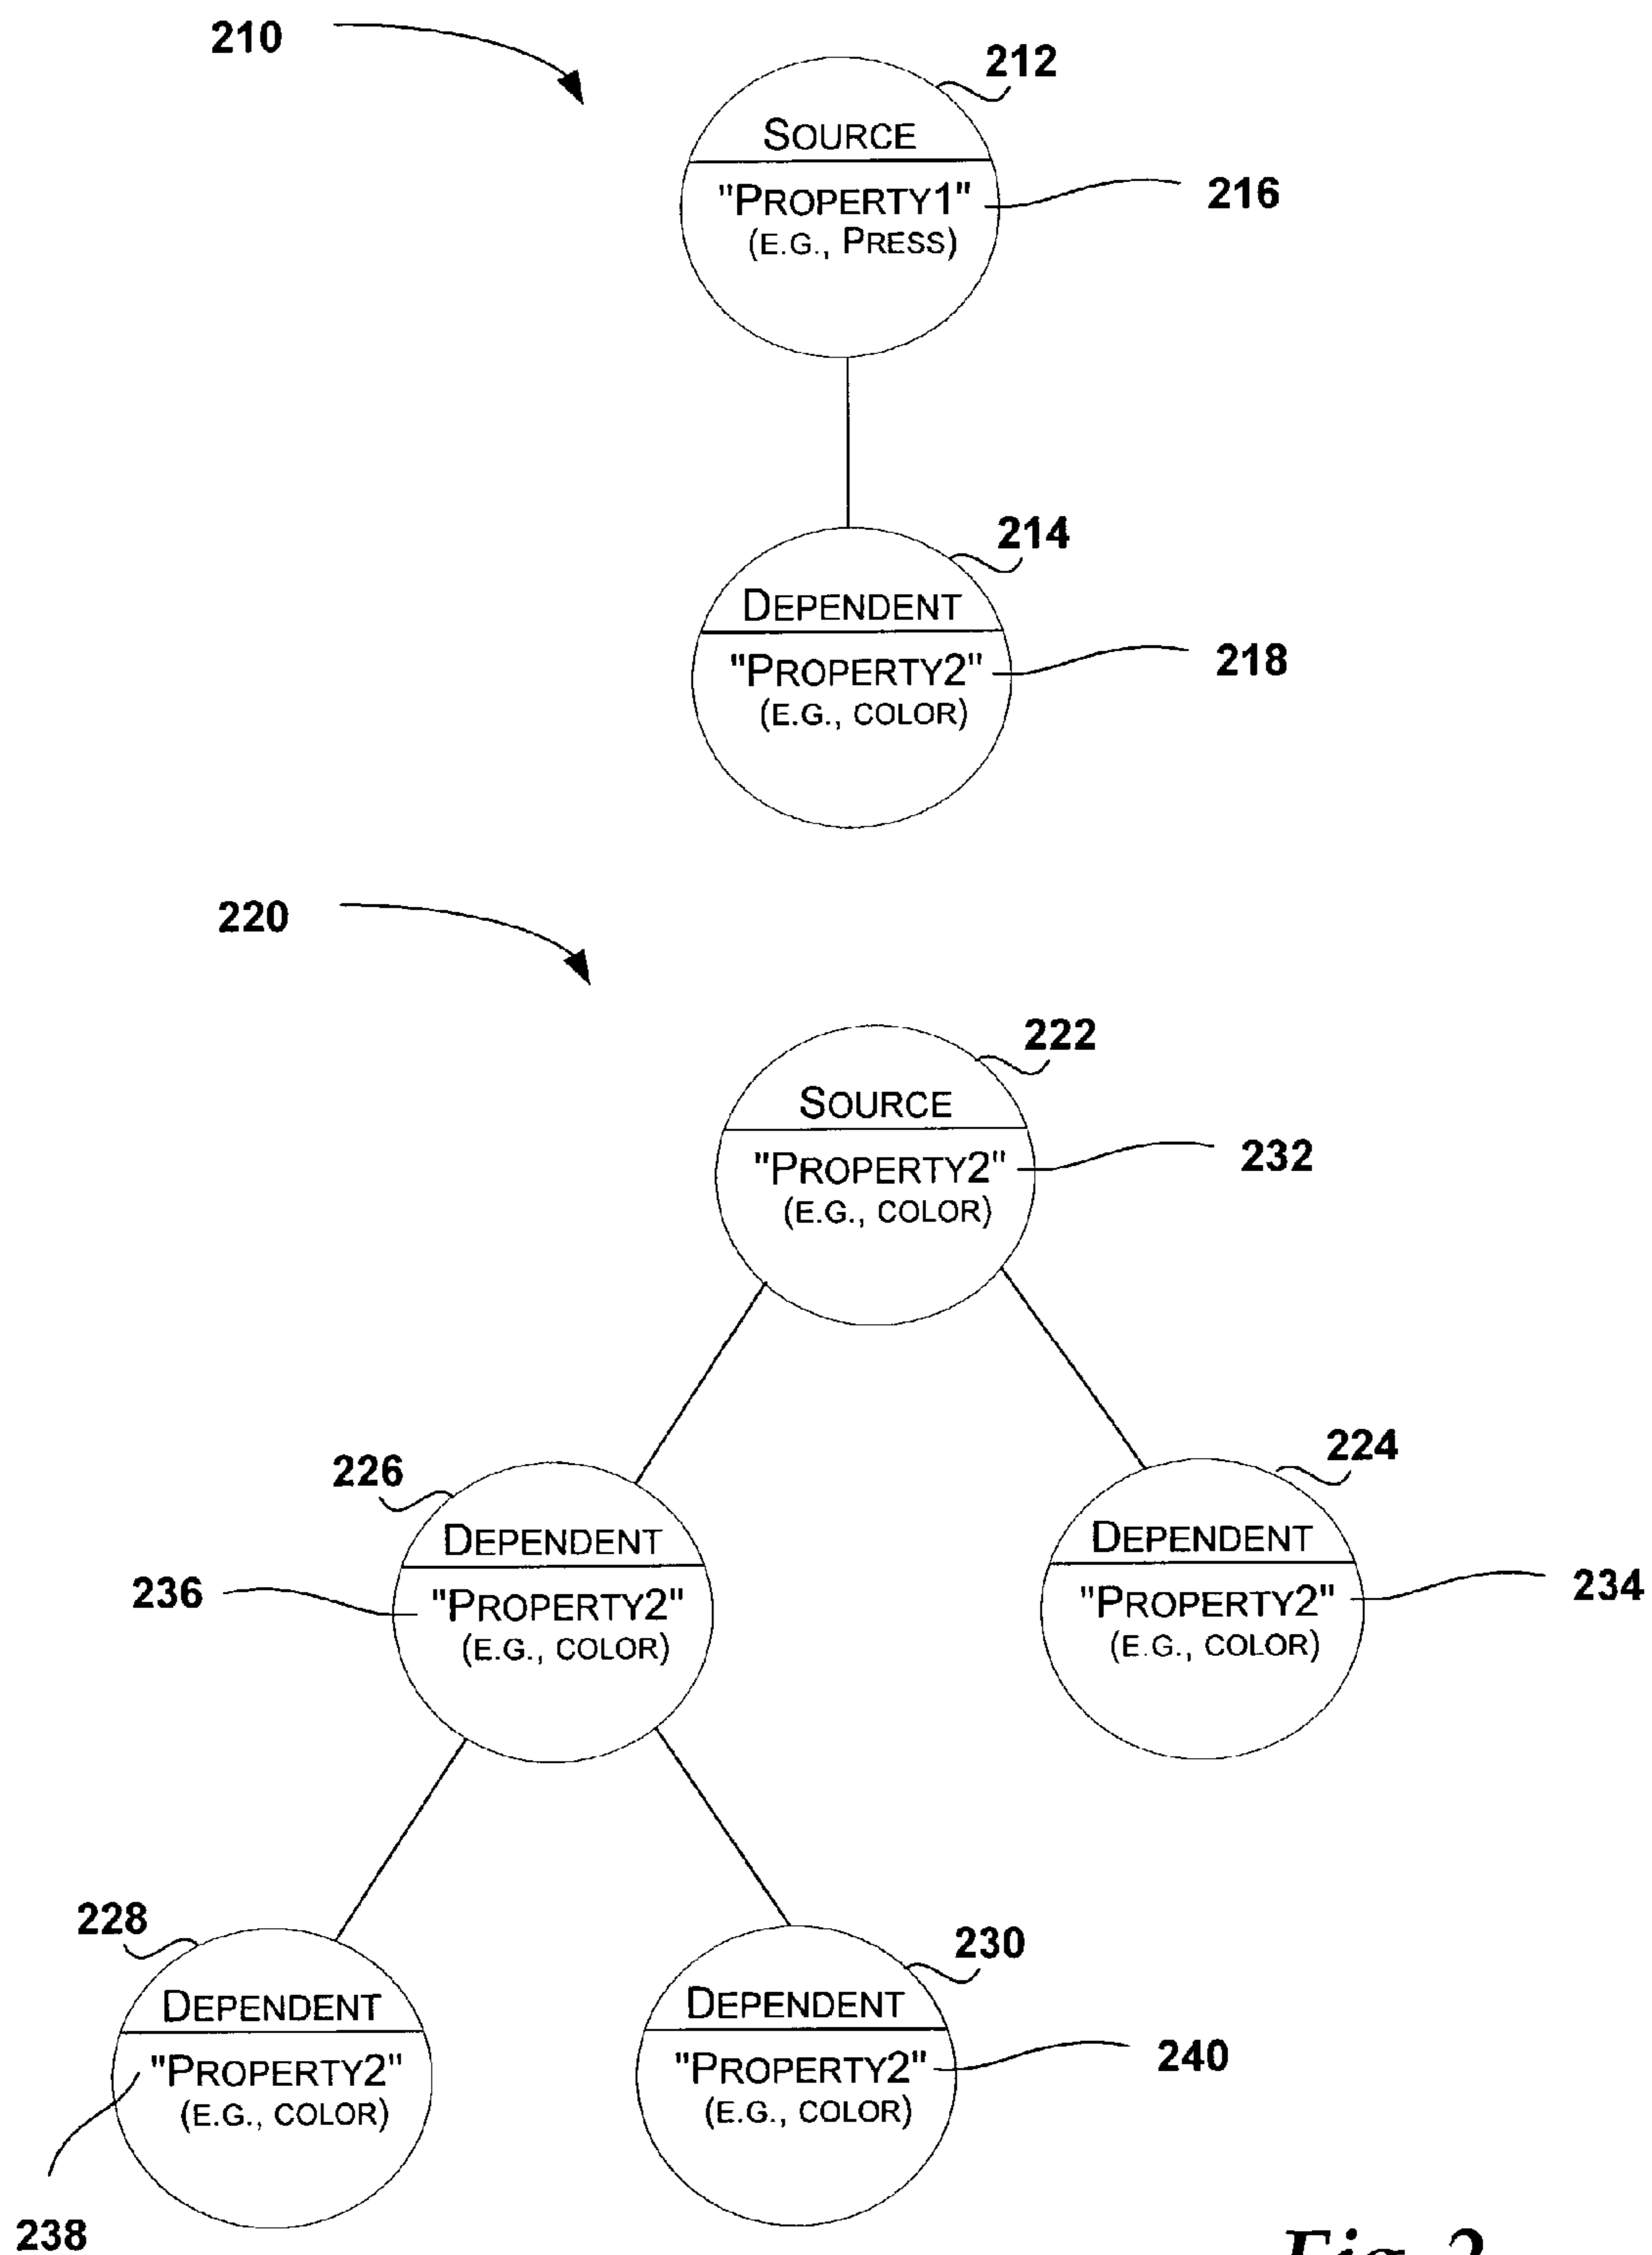 210
212
SOURCE
"PROPERTY1"
(E.G., PRESS)
216
214
DEPENDENT
"PROPERTY2"
(E.G., COLOR)
218
220
222
SOURCE
"PROPERTY2"
(E.G., COLOR)
232
226
DEPENDENT
"PROPERTY2"
(E.G., COLOR)
236
224
DEPENDENT
"PROPERTY2"
(E.G., COLOR)
234
228
DEPENDENT
"PROPERTY2"
(E.G., COLOR)
238
230
DEPENDENT
"PROPERTY2"
(E.G., COLOR)
240